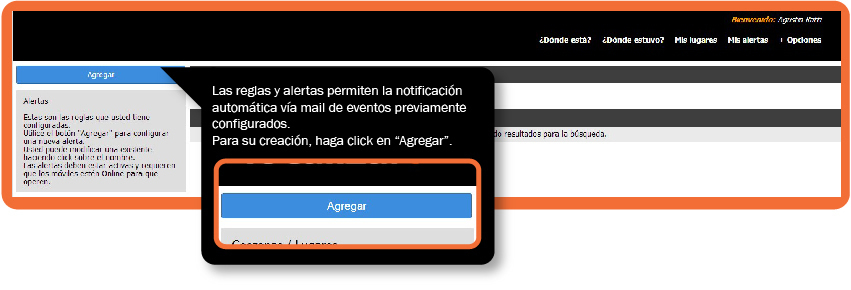 Bienvenido: Agustin
¿Dónde está? ¿Dónde estuvo? Mis lugares Mis alertas + Opciones
Agregar
Alertas
Estas son las reglas que usted tiene
configuradas.
Utilice el botón "Agregar" para configurar
una nueva alerta.
Usted puede modificar una existente
haciendo click sobre el nombre.
Las alertas deben estar activas y requieren
que los móviles estén Online para que
operen.
resultados para la búsqueda.
Las reglas y alertas permiten la notificación
automática vía mail de eventos previamente
configurados.
Para su creación, haga click en “Agregar”.
Agregar
/ Lugares